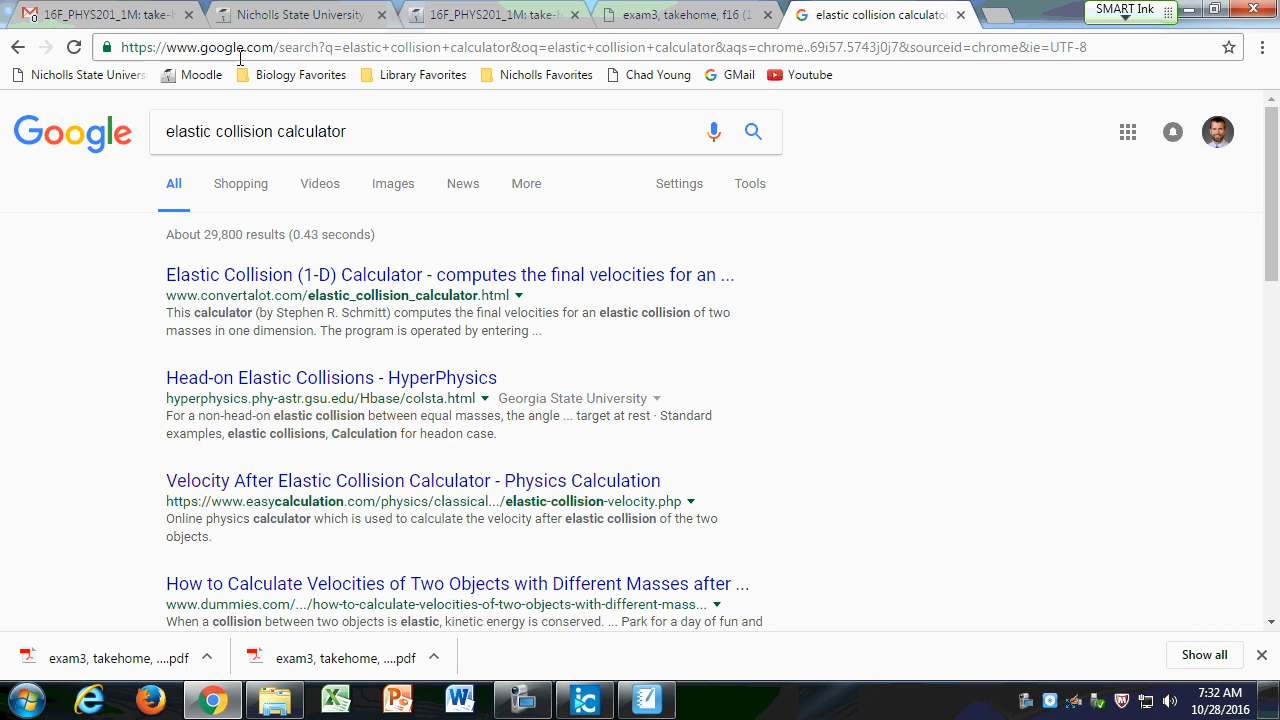 16F_PHYS201_1M: take-h
Nicholls State University
16F_PHYS201_1M: take-h
exam3, takehome, f-16 (1
elastic collision calculato
SMART Ink
https://www.google.com/search?q=elastic+collision+calculator&oq=elastic+collision+calculator&aqs=chrome..69i57.5743j0j7&sourceid=chrome&ie=UTF-8
Nicholls State Univers
Moodle
Biology Favorites
Library Favorites
Nicholls Favorites
Chad Young
GMail
Youtube
Google
elastic collision calculator
All
Shopping
Videos
Images
News
More
Settings
Tools
About 29,800 results (0.43 seconds)
Elastic Collision (1-D) Calculator - computes the final velocities for an ...
www.convertalot.com/elastic_collision_calculator.html
This calculator (by Stephen R. Schmitt) computes the final velocities for an elastic collision of two
masses in one dimension. The program is operated by entering ...
Head-on Elastic Collisions - HyperPhysics
hyperphysics.phy-astr.gsu.edu/Hbase/colsta.html Georgia State University
For a non-head-on elastic collision between equal masses, the angle ... target at rest · Standard
examples, elastic collisions, Calculation for headon case.
Velocity After Elastic Collision Calculator - Physics Calculation
https://www.easycalculation.com/physics/classical.../elastic-collision-velocity.php
Online physics calculator which is used to calculate the velocity after elastic collision of the two
objects.
How to Calculate Velocities of Two Objects with Different Masses after ...
www.dummies.com/.../how-to-calculate-velocities-of-two-objects-with-different-mass...
When a collision between two objects is elastic, kinetic energy is conserved. ... Park for a day of fun and
exam3, takehome, ....pdf
exam3, takehome, ....pdf
Show all
7:32 AM
10/28/2016